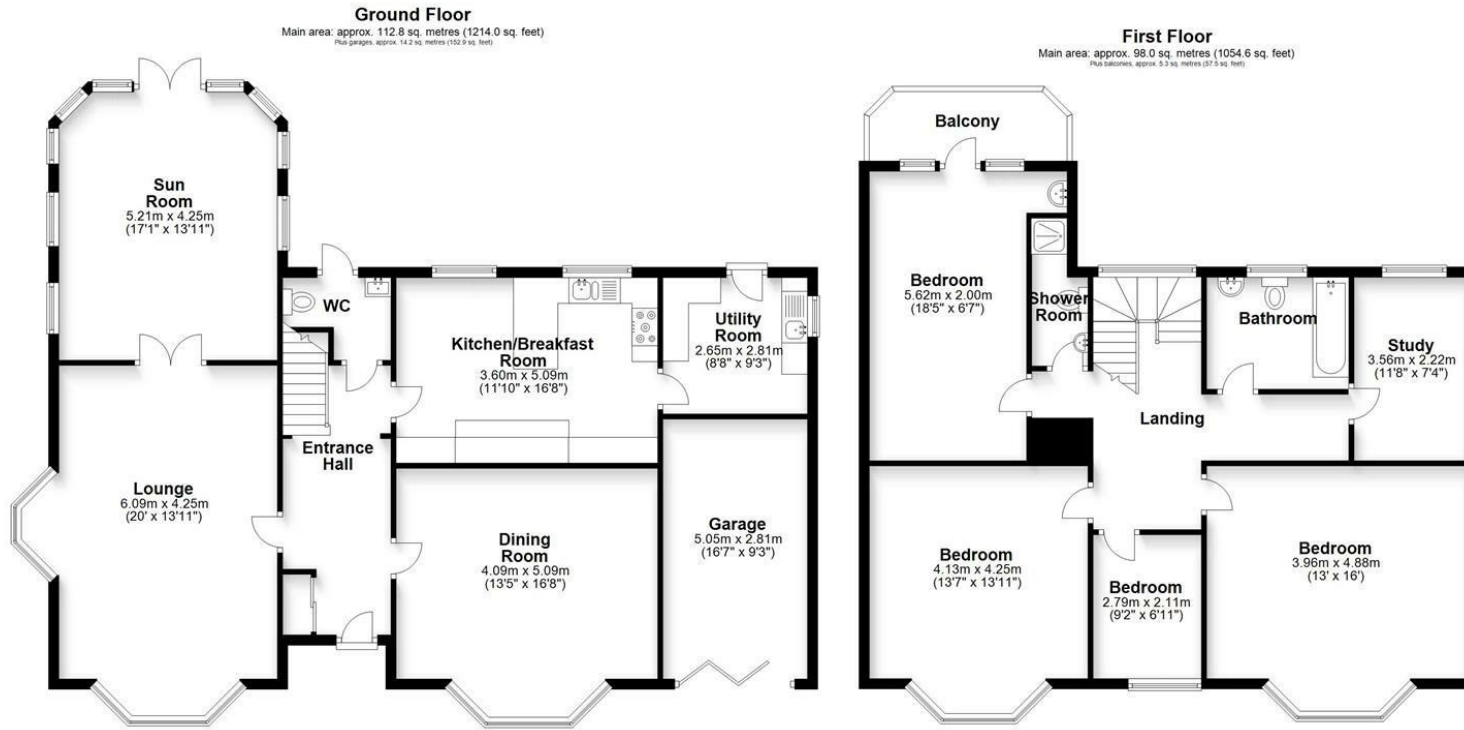 Ground Floor
Main area: approx. 112.8 sq. metres (1214.0 sq. feet)
Plus garages, approx. 14.2 sq. metres (152.9 sq. feet)
Sun
Room
5.21m x 4.25m
(17'1" x 13'11")
WC
Kitchen/Breakfast
Room
3.60m x 5.09m
(11'10" x 16'8")
Utility
Room
2.65m x 2.81m
(8'8" x 9'3")
Entrance
Hall
Lounge
6.09m x 4.25m
(20' x 13'11")
Dining
Room
4.09m x 5.09m
(13'5" x 16'8")
Garage
5.05m x 2.81m
(16'7" x 9'3")
First Floor
Main area: approx. 98.0 sq. metres (1054.6 sq. feet)
Plus balconies, approx. 5.3 sq. metres (57.5 sq. feet)
Balcony
Bedroom
5.62m x 2.00m
(18'5" x 6'7")
Shower
Room
Bathroom
Study
3.56m x 2.22m
(11'8" x 7'4")
Landing
Bedroom
4.13m x 4.25m
(13'7" x 13'11")
Bedroom
2.79m x 2.11m
(9'2" x 6'11")
Bedroom
3.96m x 4.88m
(13' x 16')